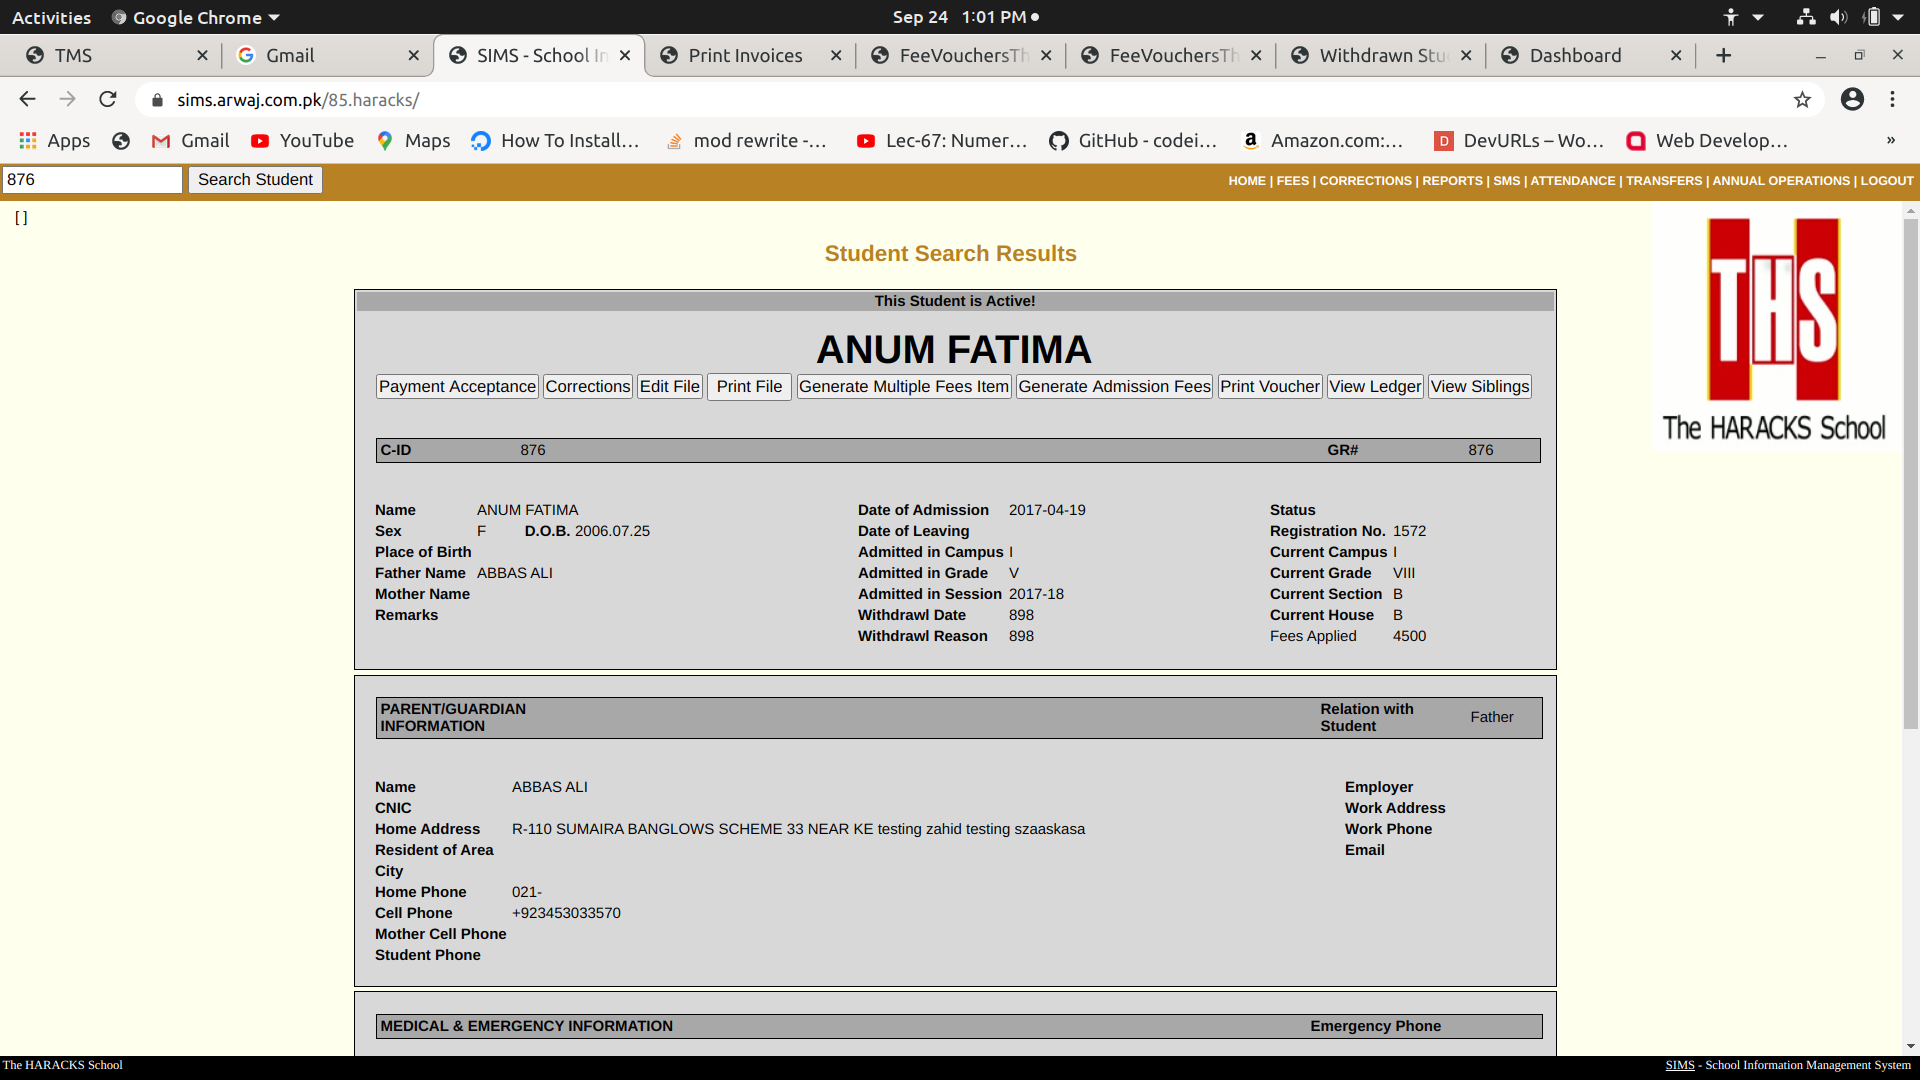 Activities Google Chrome Sep 24 1:01 PM
TMS Gmail SIMS - School In Print Invoices FeeVouchersTh FeeVouchersTh Withdrawn Stud Dashboard
sims.arwaj.com.pk/85.haracks/
Apps Gmail YouTube Maps How To Install… mod rewrite -… Lec-67: Numer… GitHub - codei… Amazon.com:… DevURLs – Wo… Web Develop… »
876 Search Student HOME | FEES | CORRECTIONS | REPORTS | SMS | ATTENDANCE | TRANSFERS | ANNUAL OPERATIONS | LOGOUT
[ ]
THS
The HARACKS School
Student Search Results
This Student is Active!
ANUM FATIMA
Payment Acceptance Corrections Edit File Print File Generate Multiple Fees Item Generate Admission Fees Print Voucher View Ledger View Siblings
C-ID 876 GR# 876
Name ANUM FATIMA Date of Admission 2017-04-19 Status
Sex F D.O.B. 2006.07.25 Date of Leaving Registration No. 1572
Place of Birth Admitted in Campus I Current Campus I
Father Name ABBAS ALI Admitted in Grade V Current Grade VIII
Mother Name Admitted in Session 2017-18 Current Section B
Remarks Withdrawl Date 898 Current House B
Withdrawl Reason 898 Fees Applied 4500
PARENT/GUARDIAN INFORMATION Relation with Student Father
Name ABBAS ALI Employer
CNIC Work Address
Home Address R-110 SUMAIRA BANGLOWS SCHEME 33 NEAR KE testing zahid testing szaaskasa Work Phone
Resident of Area Email
City
Home Phone 021-
Cell Phone +923453033570
Mother Cell Phone
Student Phone
MEDICAL & EMERGENCY INFORMATION Emergency Phone
The HARACKS School SIMS - School Information Management System